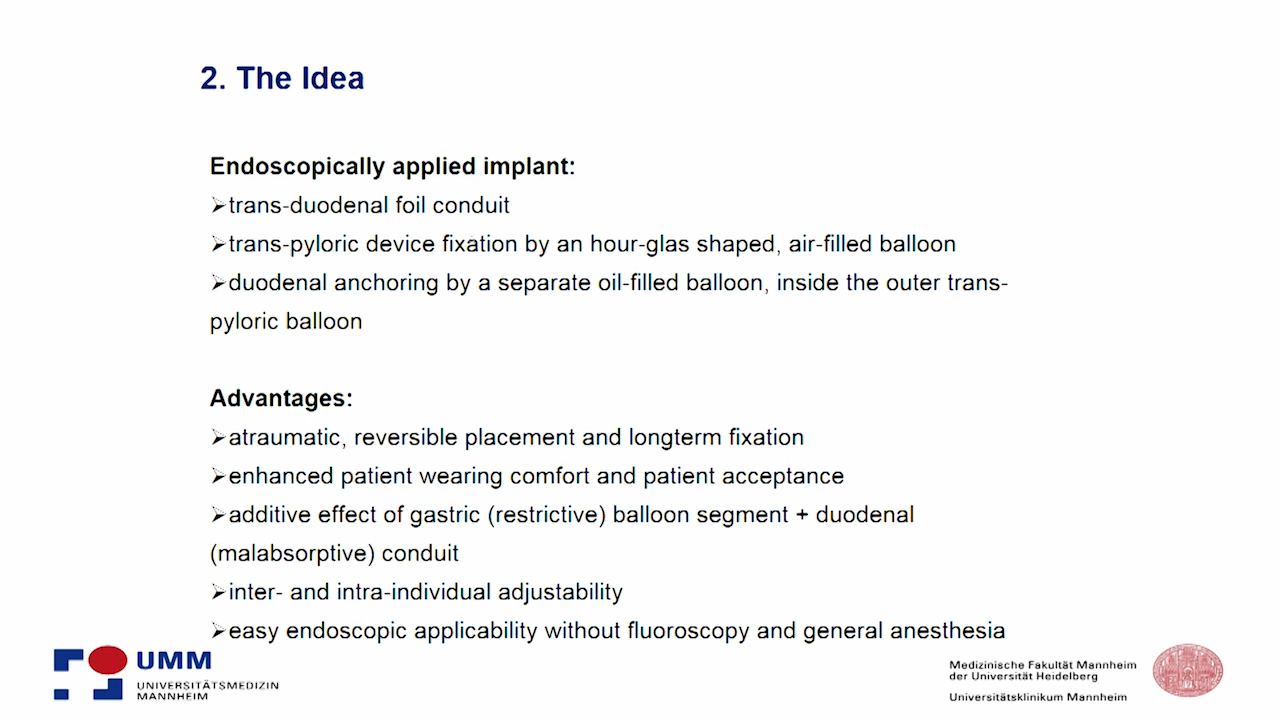 2. The Idea
Endoscopically applied implant:
➢trans-duodenal foil conduit
➢trans-pyloric device fixation by an hour-glas shaped, air-filled balloon
➢duodenal anchoring by a separate oil-filled balloon, inside the outer trans-
pyloric balloon
Advantages:
➢atraumatic, reversible placement and longterm fixation
➢enhanced patient wearing comfort and patient acceptance
➢additive effect of gastric (restrictive) balloon segment + duodenal
(malabsorptive) conduit
➢inter- and intra-individual adjustability
➢easy endoscopic applicability without fluoroscopy and general anesthesia
UMM
UNIVERSITÄTSMEDIZIN
MANNHEIM
Medizinische Fakultät Mannheim
der Universität Heidelberg
Universitätsklinikum Mannheim